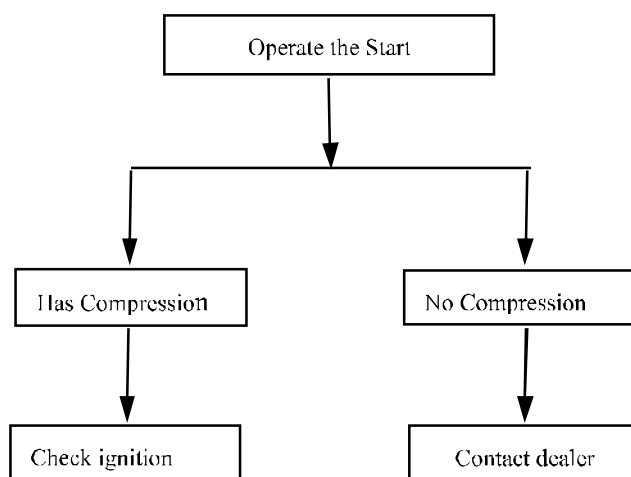 Operate the Start
Has Compression
No Compression
Check ignition
Contact dealer